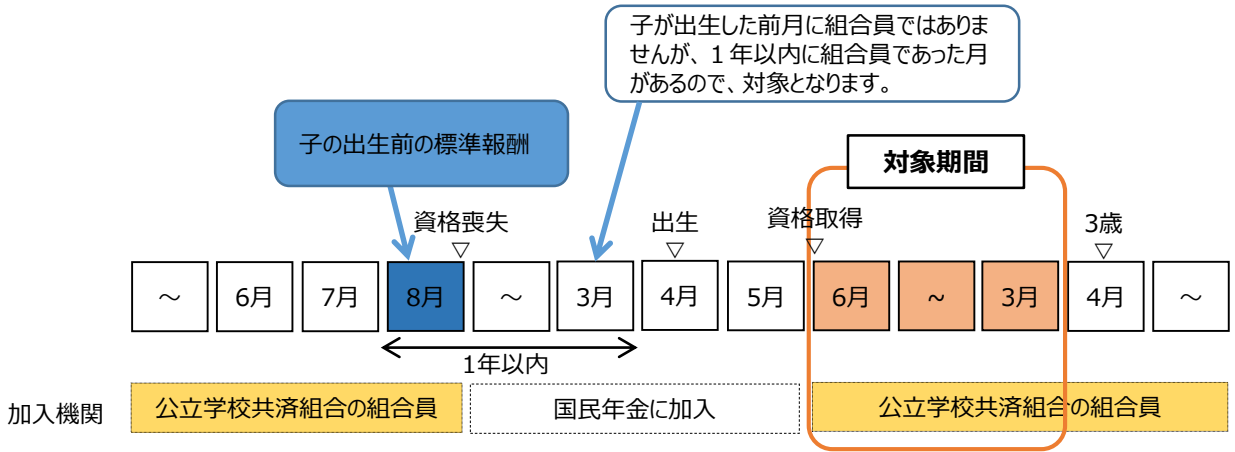 子が出生した前月に組合員ではありま
せんが、１年以内に組合員であった月
があるので、対象となります。
子の出生前の標準報酬
対象期間
資格喪失
▽
出生
▽
資格取得
▽
3歳
▽
～ 6月 7月 8月 ～ 3月 4月 5月 6月 ~ 3月 4月 ～
1年以内
加入機関 公立学校共済組合の組合員 国民年金に加入 公立学校共済組合の組合員